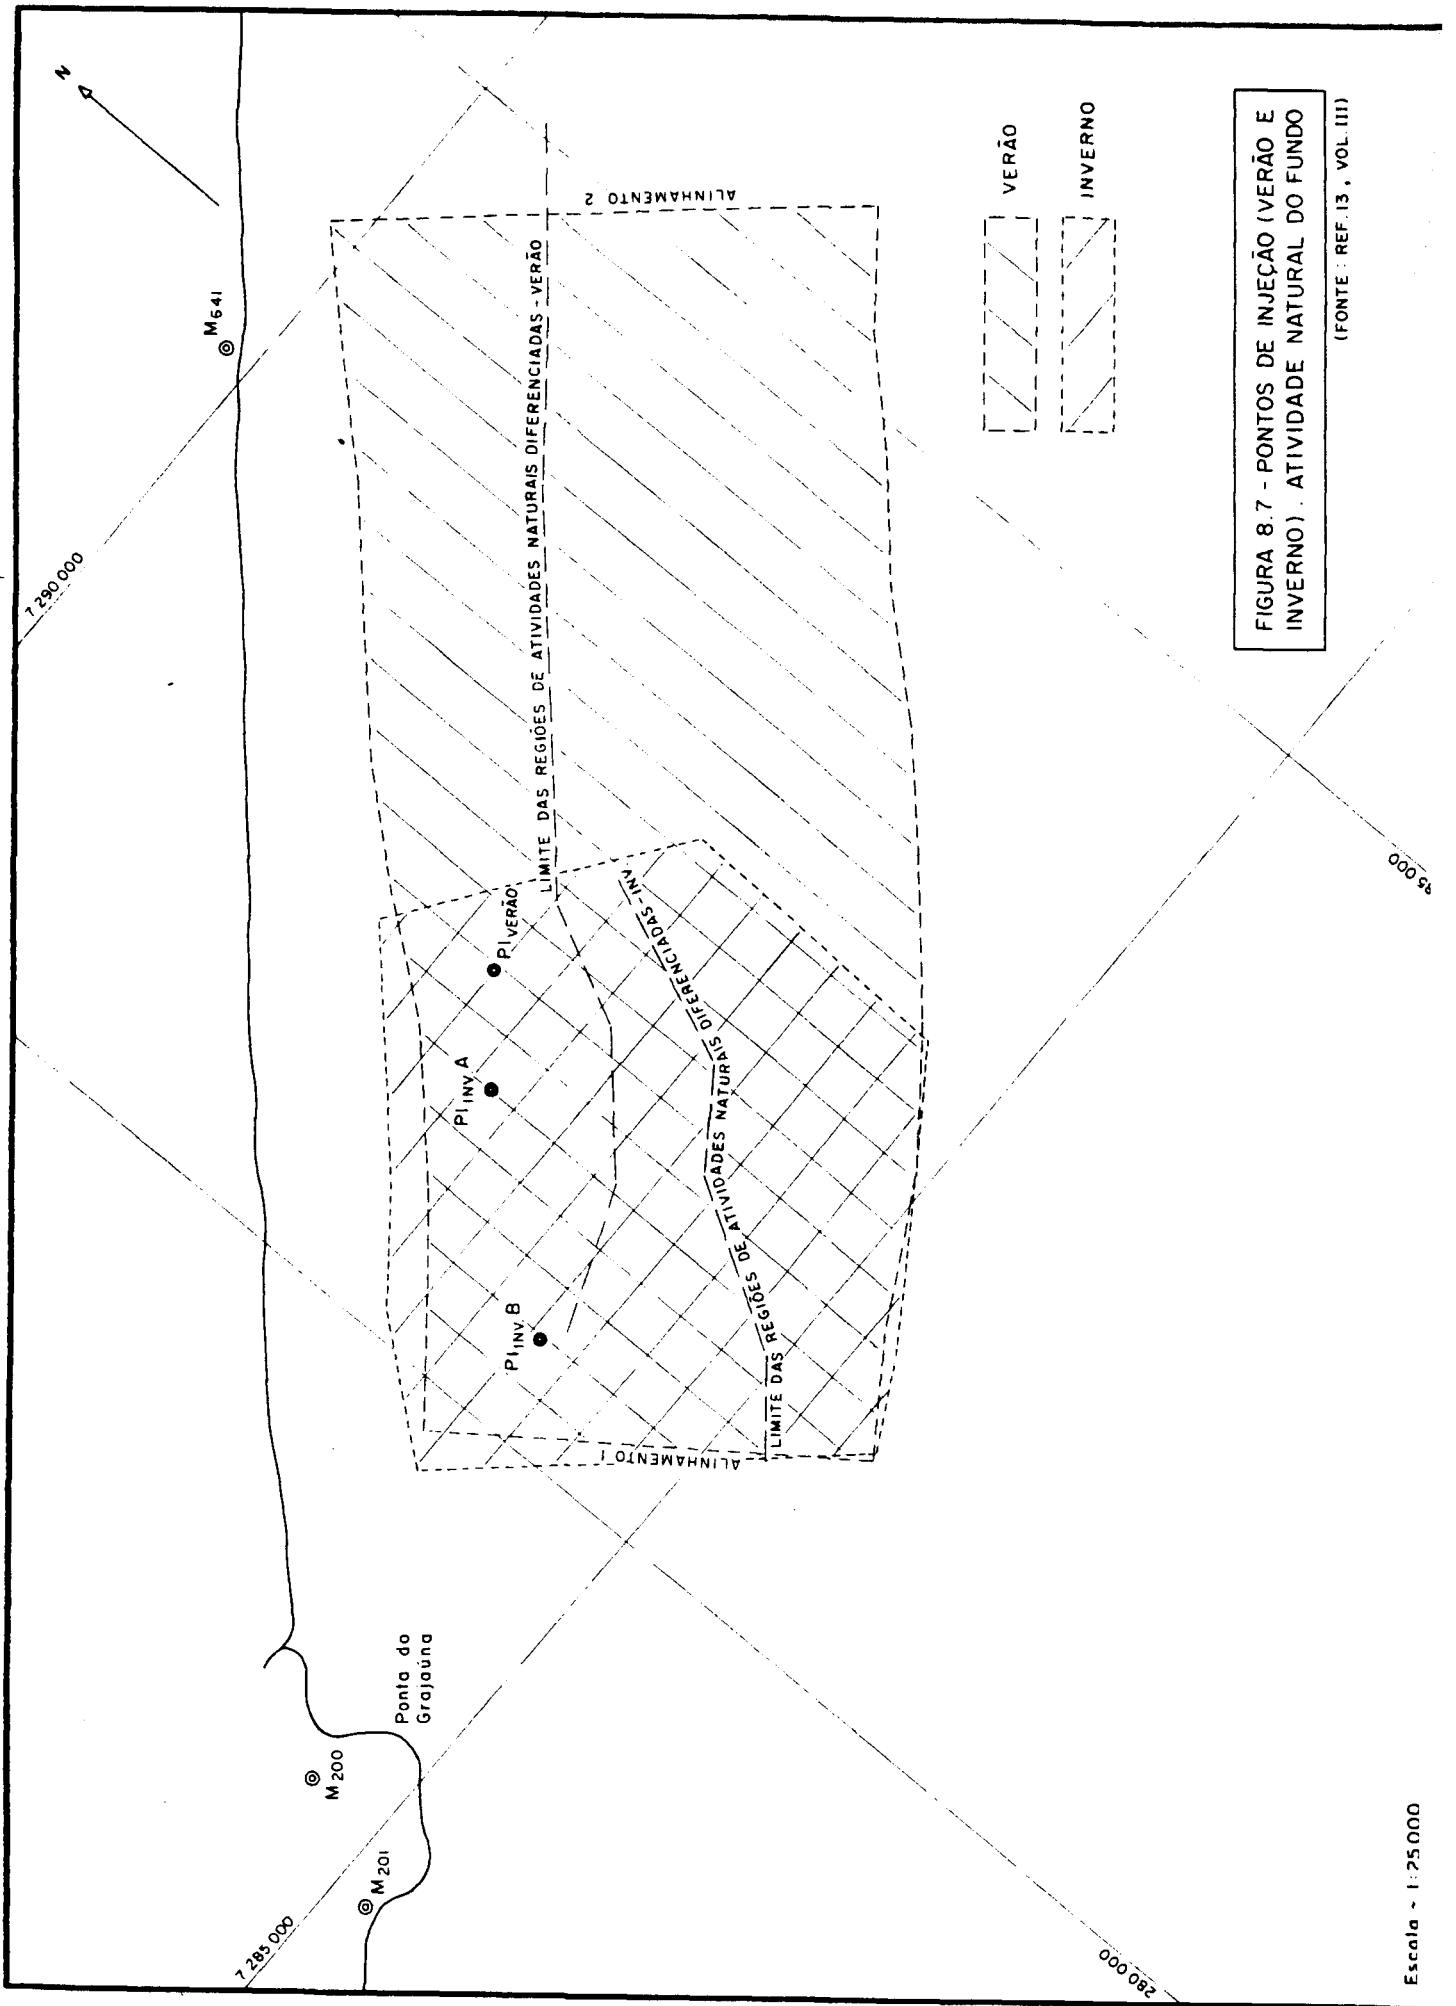 N
M641
7 290 000
ALINHAMENTO 2
LIMITE DAS REGIÕES DE ATIVIDADES NATURAIS DIFERENCIADAS - VERÃO
PI VERÃO
PI INV. A
PI INV. B
LIMITE DAS REGIÕES DE ATIVIDADES NATURAIS DIFERENCIADAS - INV
ALINHAMENTO 1
Ponta do
Grajaúna
M200
M201
7 285 000
280 000
95 000
VERÃO
INVERNO
FIGURA 8.7 - PONTOS DE INJEÇÃO (VERÃO E
INVERNO). ATIVIDADE NATURAL DO FUNDO
(FONTE: REF. 13, VOL. III)
Escala ~ 1:25000